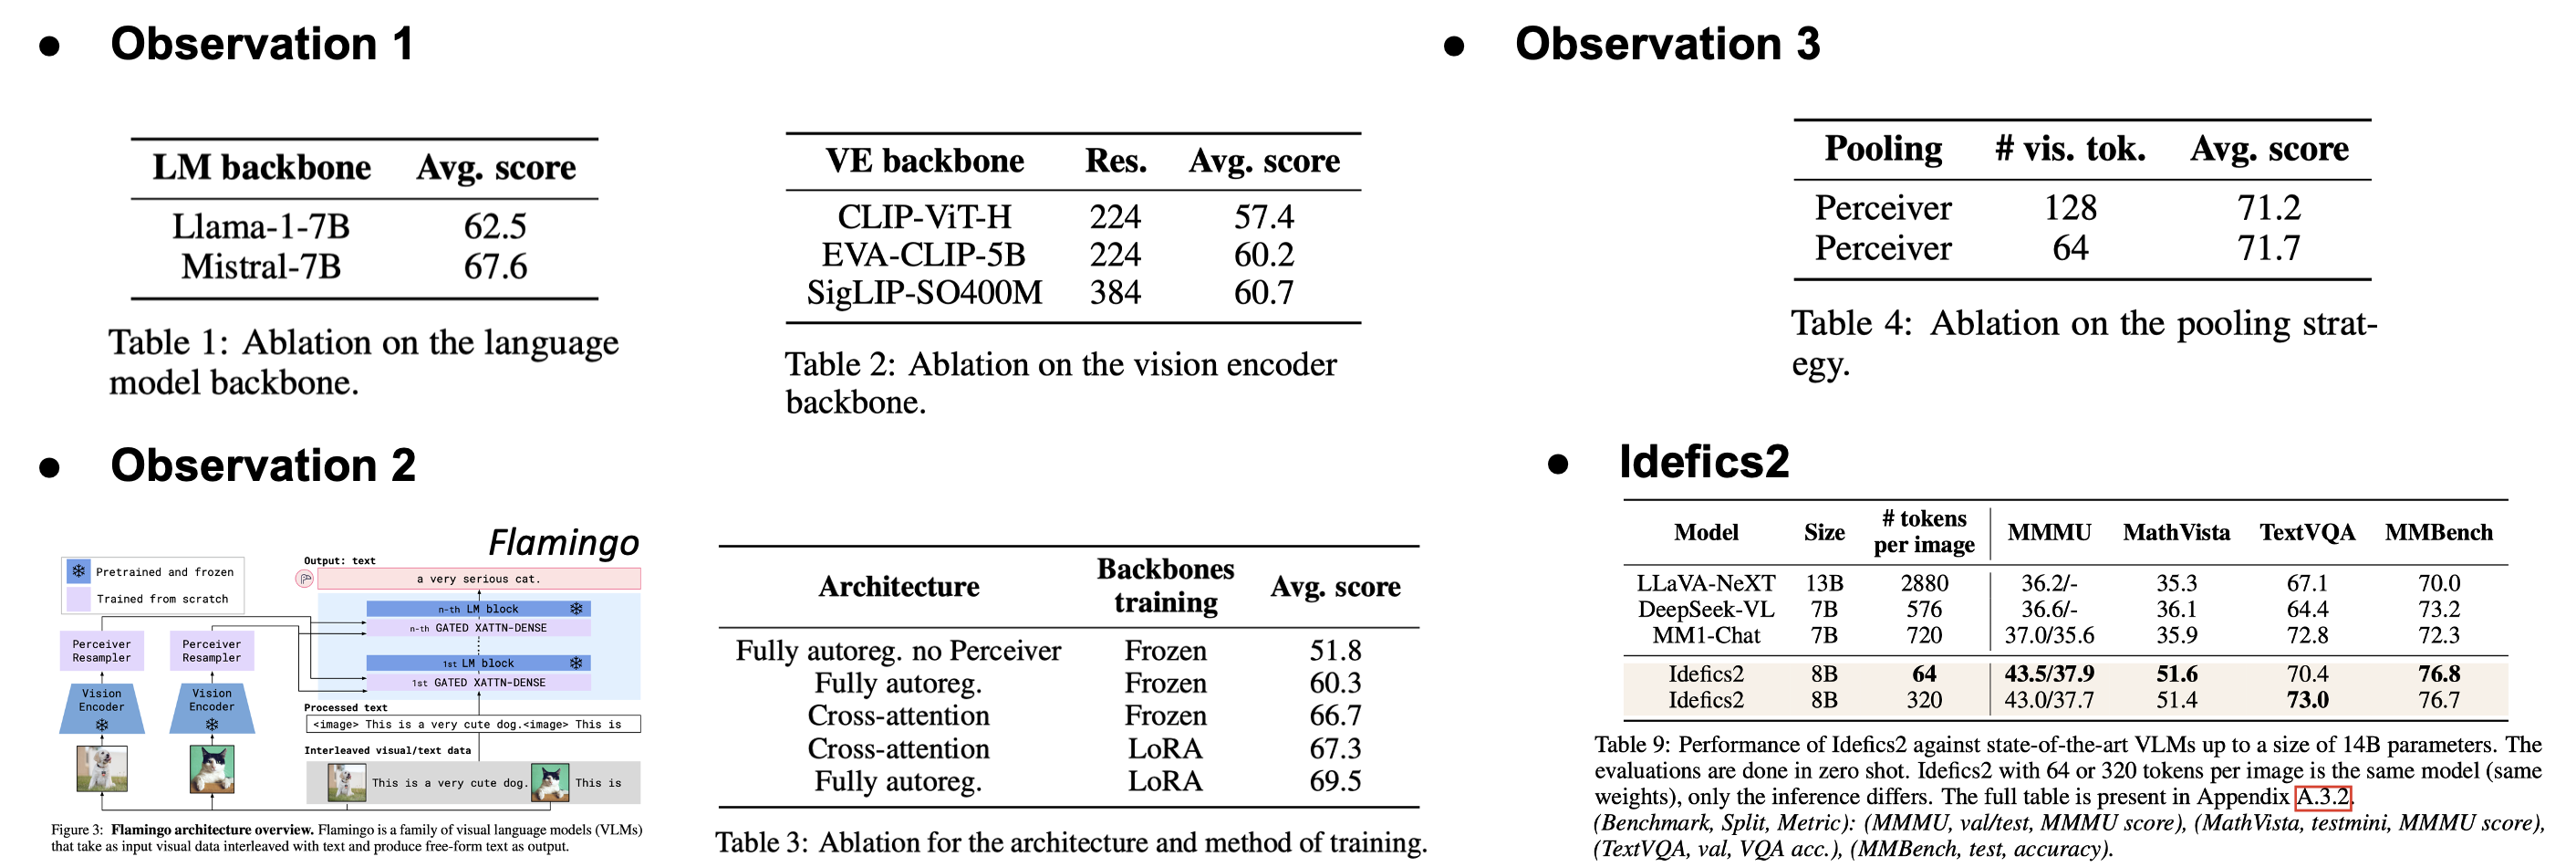 ● Observation 1
LM backbone Avg. score
Llama-1-7B 62.5
Mistral-7B 67.6
Table 1: Ablation on the language
model backbone.
VE backbone Res. Avg. score
CLIP-ViT-H 224 57.4
EVA-CLIP-5B 224 60.2
SigLIP-SO400M 384 60.7
Table 2: Ablation on the vision encoder
backbone.
● Observation 2
Flamingo
Pretrained and frozen
Trained from scratch
Perceiver
Resampler
Perceiver
Resampler
Vision
Encoder
Vision
Encoder
Output: text
a very serious cat.
n-th LM block
n-th GATED XATTN-DENSE
1st LM block
1st GATED XATTN-DENSE
Processed text
<image> This is a very cute dog.<image> This is
Interleaved visual/text data
This is a very cute dog. This is
Figure 3: Flamingo architecture overview. Flamingo is a family of visual language models (VLMs)
that take as input visual data interleaved with text and produce free-form text as output.
Architecture Backbones training Avg. score
Fully autoreg. no Perceiver Frozen 51.8
Fully autoreg. Frozen 60.3
Cross-attention Frozen 66.7
Cross-attention LoRA 67.3
Fully autoreg. LoRA 69.5
Table 3: Ablation for the architecture and method of training.
● Observation 3
Pooling # vis. tok. Avg. score
Perceiver 128 71.2
Perceiver 64 71.7
Table 4: Ablation on the pooling strat-
egy.
● Idefics2
Model Size # tokens per image MMMU MathVista TextVQA MMBench
LLaVA-NeXT 13B 2880 36.2/- 35.3 67.1 70.0
DeepSeek-VL 7B 576 36.6/- 36.1 64.4 73.2
MM1-Chat 7B 720 37.0/35.6 35.9 72.8 72.3
Idefics2 8B 64 43.5/37.9 51.6 70.4 76.8
Idefics2 8B 320 43.0/37.7 51.4 73.0 76.7
Table 9: Performance of Idefics2 against state-of-the-art VLMs up to a size of 14B parameters. The
evaluations are done in zero shot. Idefics2 with 64 or 320 tokens per image is the same model (same
weights), only the inference differs. The full table is present in Appendix A.3.2.
(Benchmark, Split, Metric): (MMMU, val/test, MMMU score), (MathVista, testmini, MMMU score),
(TextVQA, val, VQA acc.), (MMBench, test, accuracy).